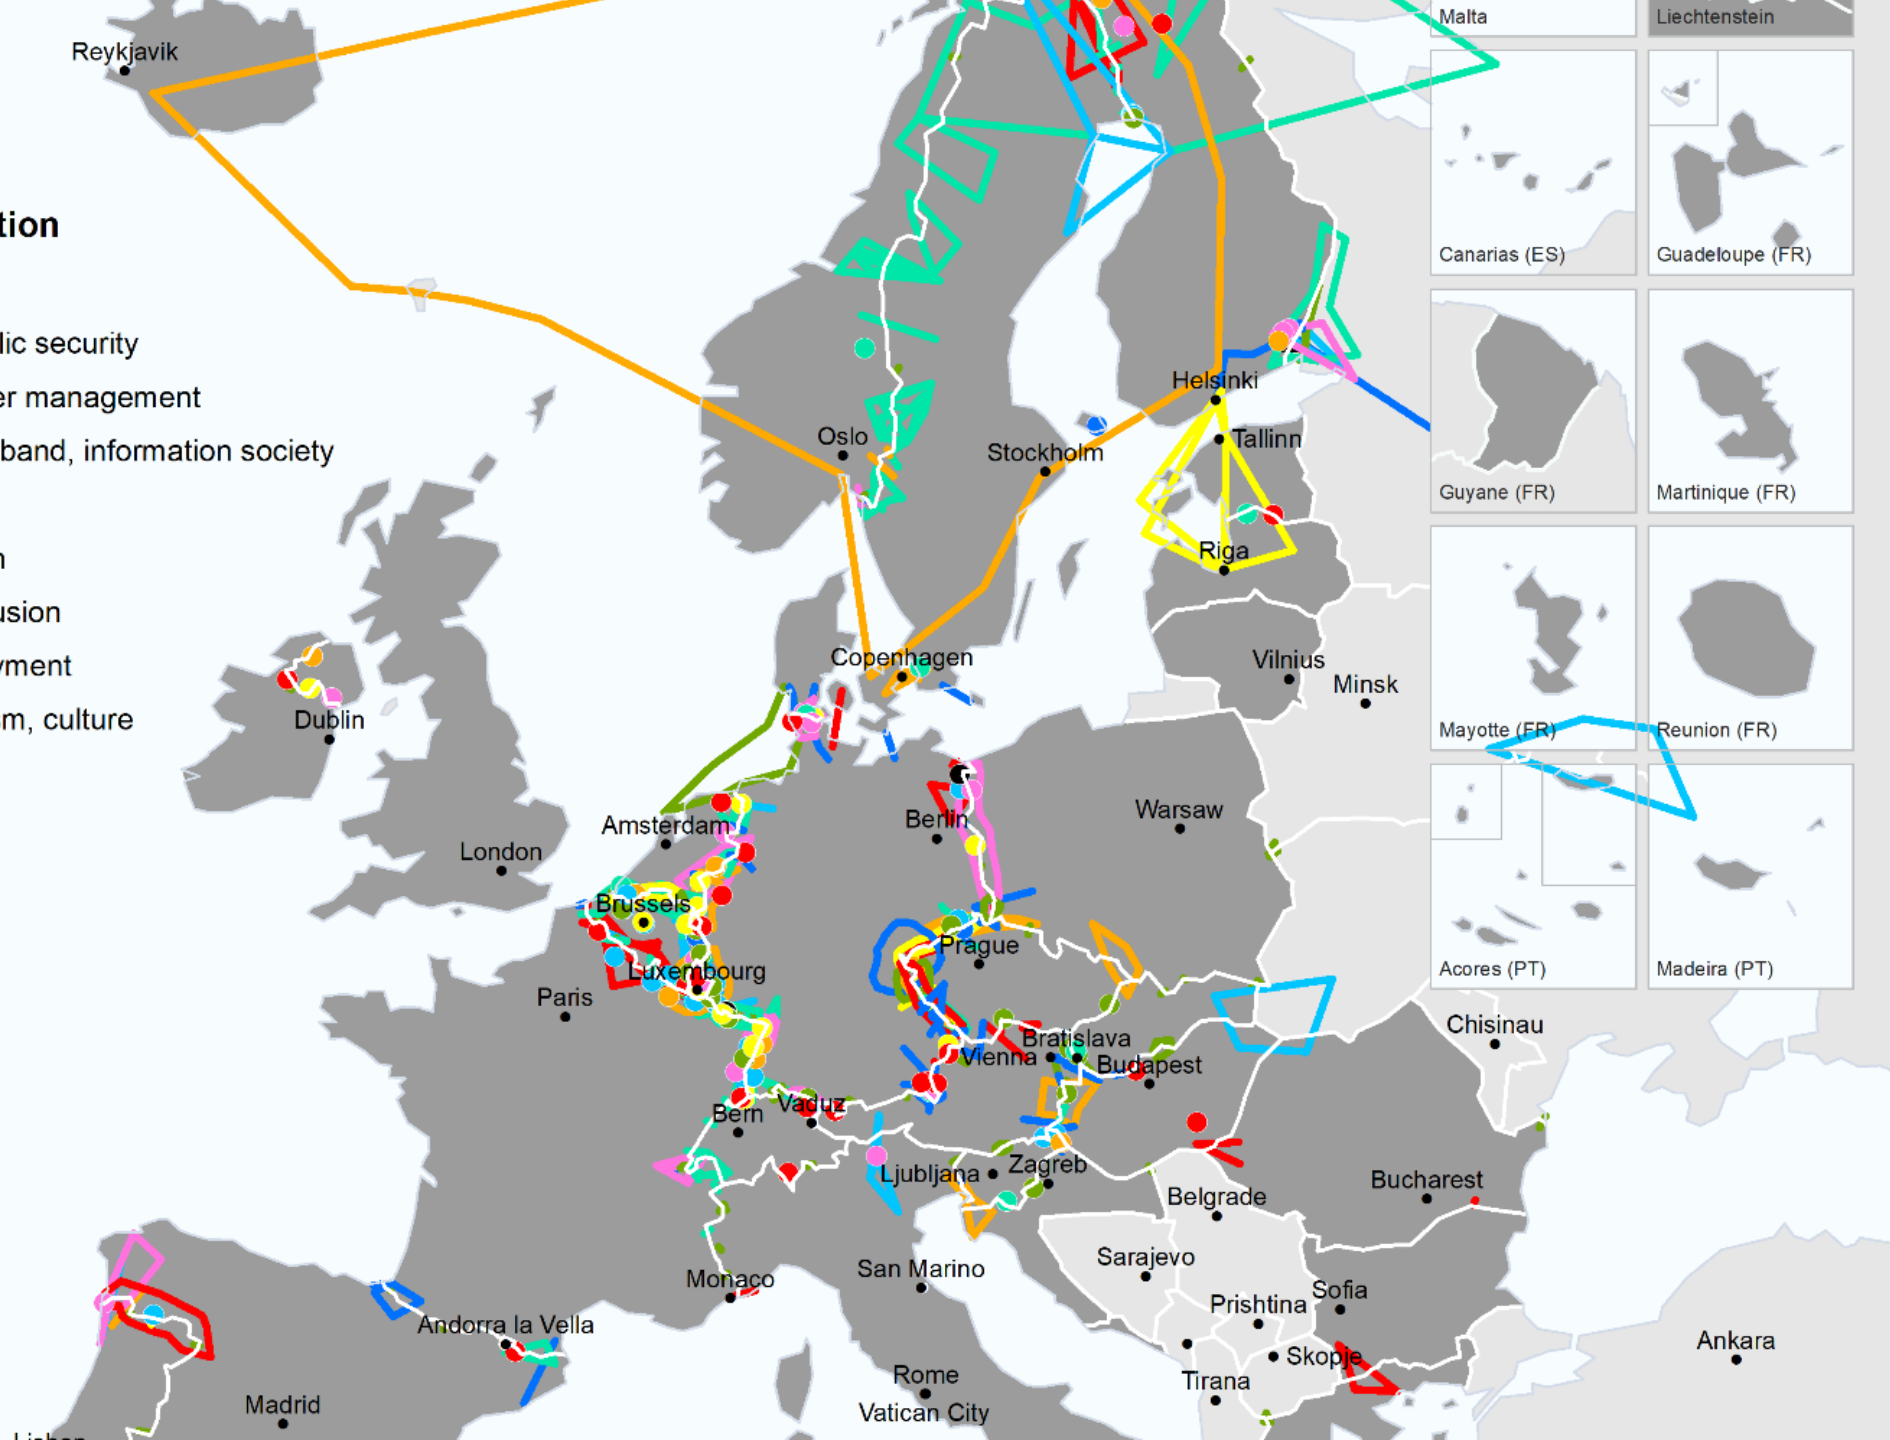 Reykjavik
Malta
Liechtenstein
tion
Canarias (ES)
Guadeloupe (FR)
lic security
er management
band, information society
Helsinki
Oslo
Tallinn
Stockholm
Guyane (FR)
Martinique (FR)
n
Riga
usion
Copenhagen
Vilnius
yment
Minsk
sm, culture
Dublin
Mayotte (FR)
Reunion (FR)
Amsterdam
Berlin
Warsaw
London
Brussels
Prague
Luxembourg
Paris
Acores (PT)
Madeira (PT)
Chisinau
Bratislava
Vienna
Budapest
Bern
Vaduz
Ljubljana
Zagreb
Belgrade
Bucharest
Sarajevo
San Marino
Monaco
Sofia
Prishtina
Andorra la Vella
Ankara
Skopje
Rome
Tirana
Madrid
Vatican City